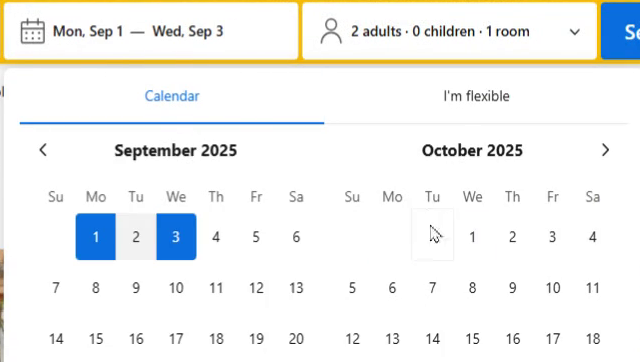 Mon, Sep 1 — Wed, Sep 3
2 adults · 0 children · 1 room
Se
Calendar
I'm flexible
September 2025
October 2025
Su Mo Tu We Th Fr Sa
Su Mo Tu We Th Fr Sa
1 2 3 4 5 6
1 2 3 4
7 8 9 10 11 12 13
5 6 7 8 9 10 11
14 15 16 17 18 19 20
12 13 14 15 16 17 18